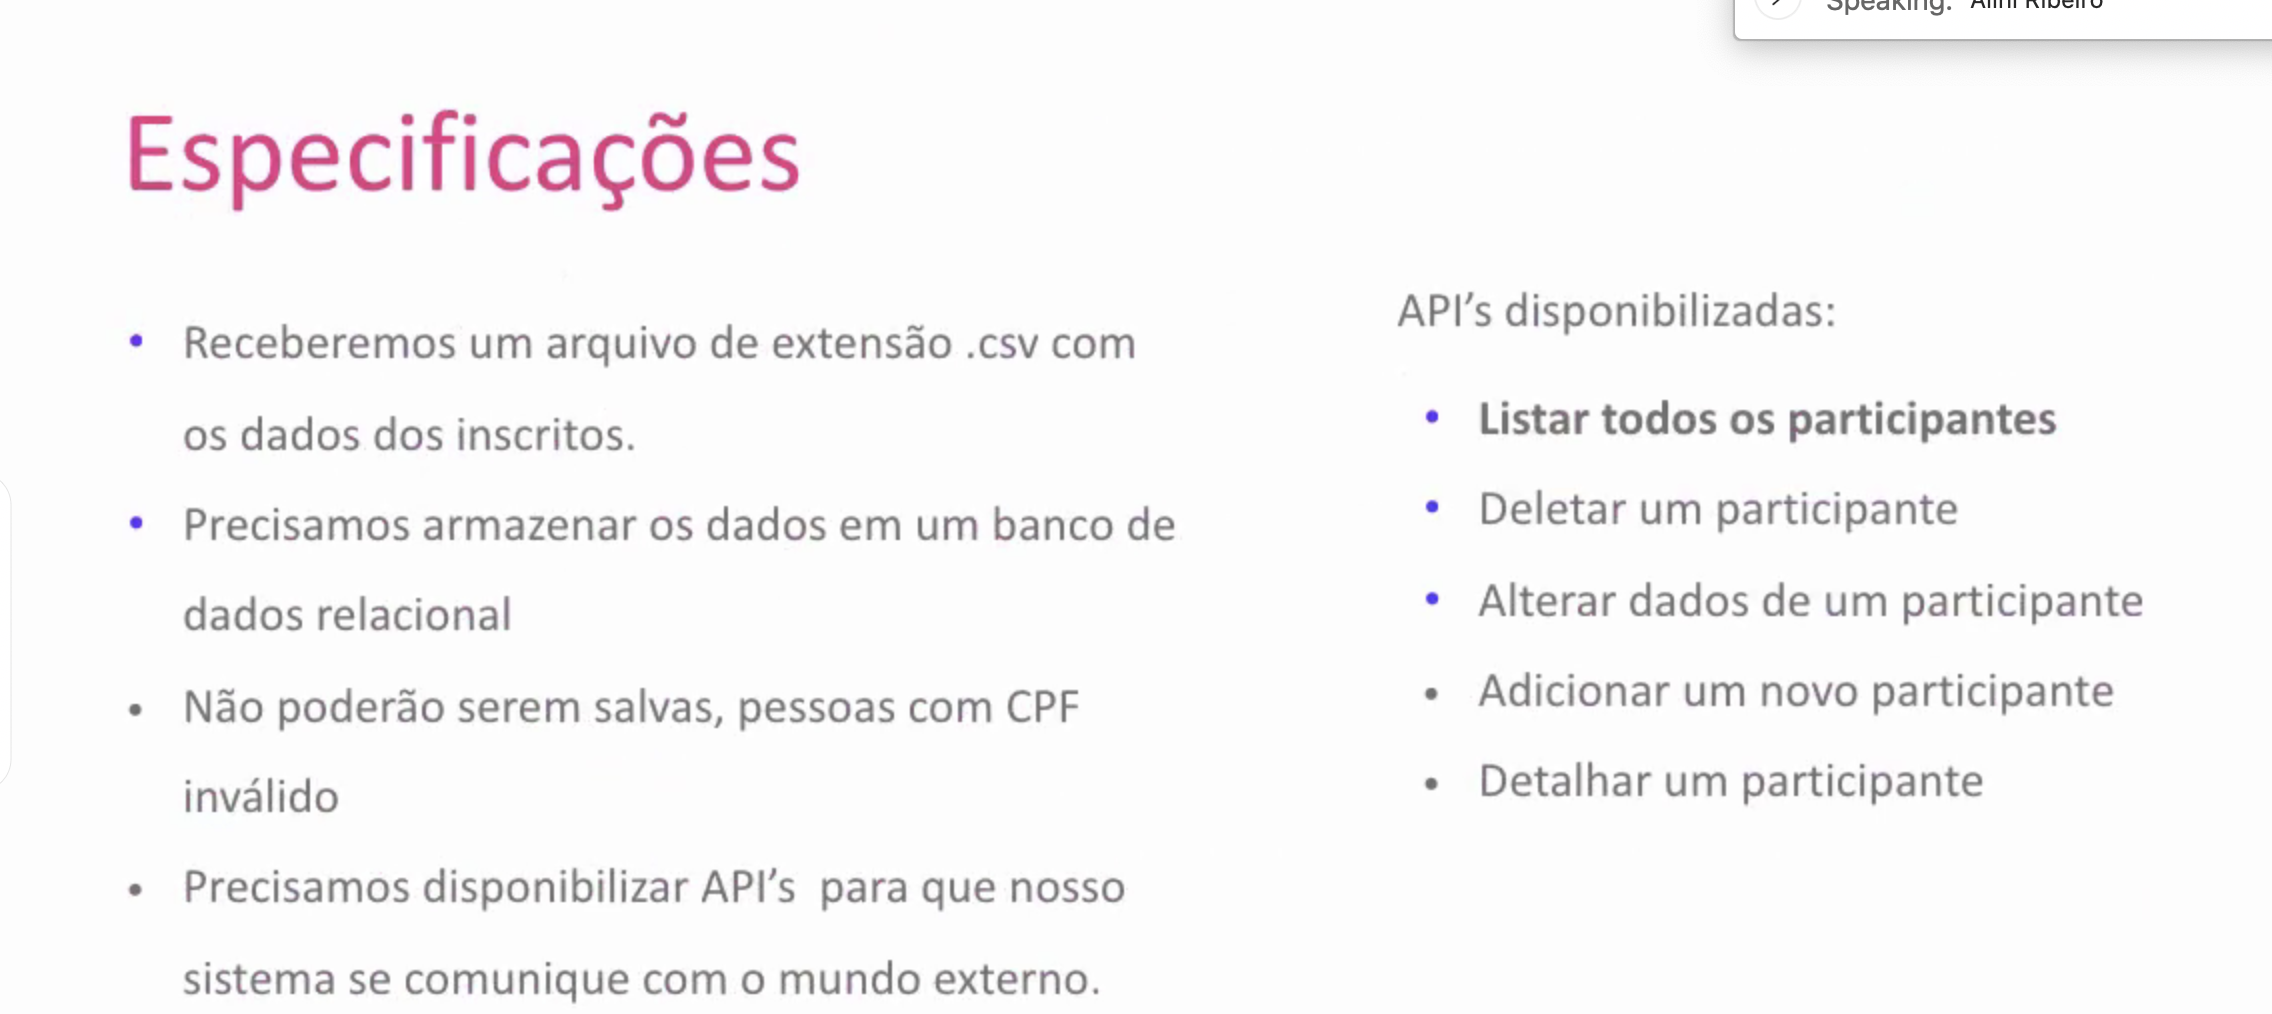 Speaking: Alini Ribeiro
Especificações
• Receberemos um arquivo de extensão .csv com
os dados dos inscritos.
• Precisamos armazenar os dados em um banco de
dados relacional
• Não poderão serem salvas, pessoas com CPF
inválido
• Precisamos disponibilizar API’s para que nosso
sistema se comunique com o mundo externo.
API’s disponibilizadas:
• Listar todos os participantes
• Deletar um participante
• Alterar dados de um participante
• Adicionar um novo participante
• Detalhar um participante